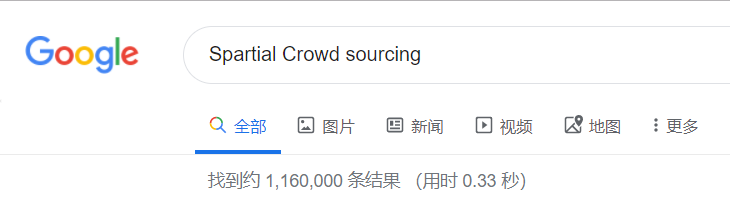 Google
Spartial Crowd sourcing
全部 图片 新闻 视频 地图 更多
找到约 1,160,000 条结果 （用时 0.33 秒）